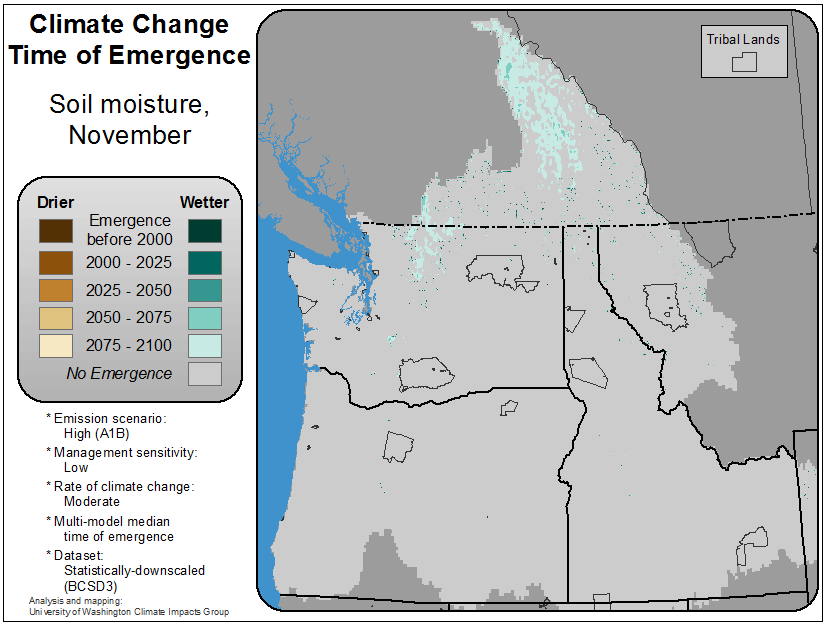 Climate Change
Time of Emergence
Soil moisture,
November
Drier
Wetter
Emergence
before 2000
2000 - 2025
2025 - 2050
2050 - 2075
2075 - 2100
No Emergence
* Emission scenario:
High (A1B)
* Management sensitivity:
Low
* Rate of climate change:
Moderate
* Multi-model median
time of emergence
* Dataset:
Statistically-downscaled
(BCSD3)
Analysis and mapping:
University of Washington Climate Impacts Group
Tribal Lands